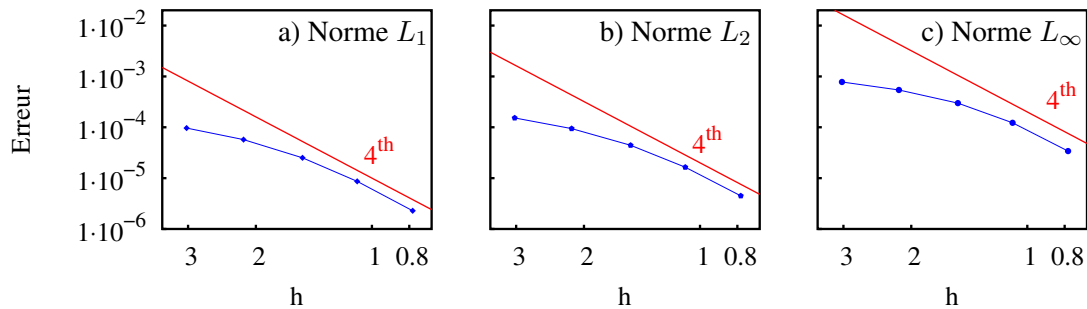 a) Norme L₁
b) Norme L₂
c) Norme L∞
1·10⁻²
1·10⁻³
1·10⁻⁴
1·10⁻⁵
1·10⁻⁶
Erreur
4ᵗʰ
4ᵗʰ
4ᵗʰ
3 2 1 0.8
3 2 1 0.8
3 2 1 0.8
h
h
h